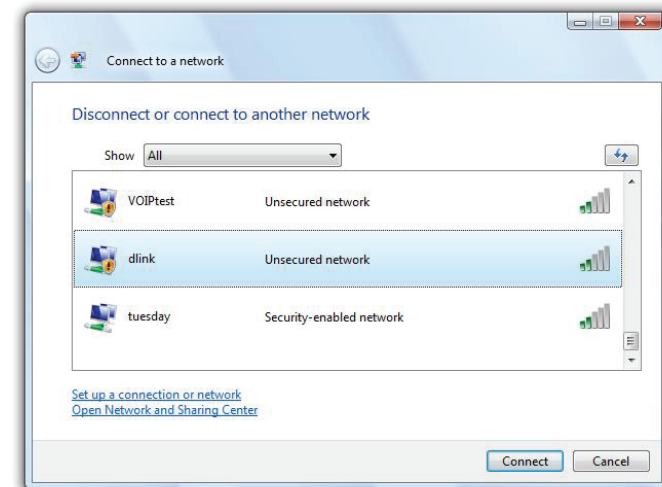 Connect to a network
Disconnect or connect to another network
Show All
VOIPtest Unsecured network
dlink Unsecured network
tuesday Security-enabled network
Set up a connection or network
Open Network and Sharing Center
Connect Cancel